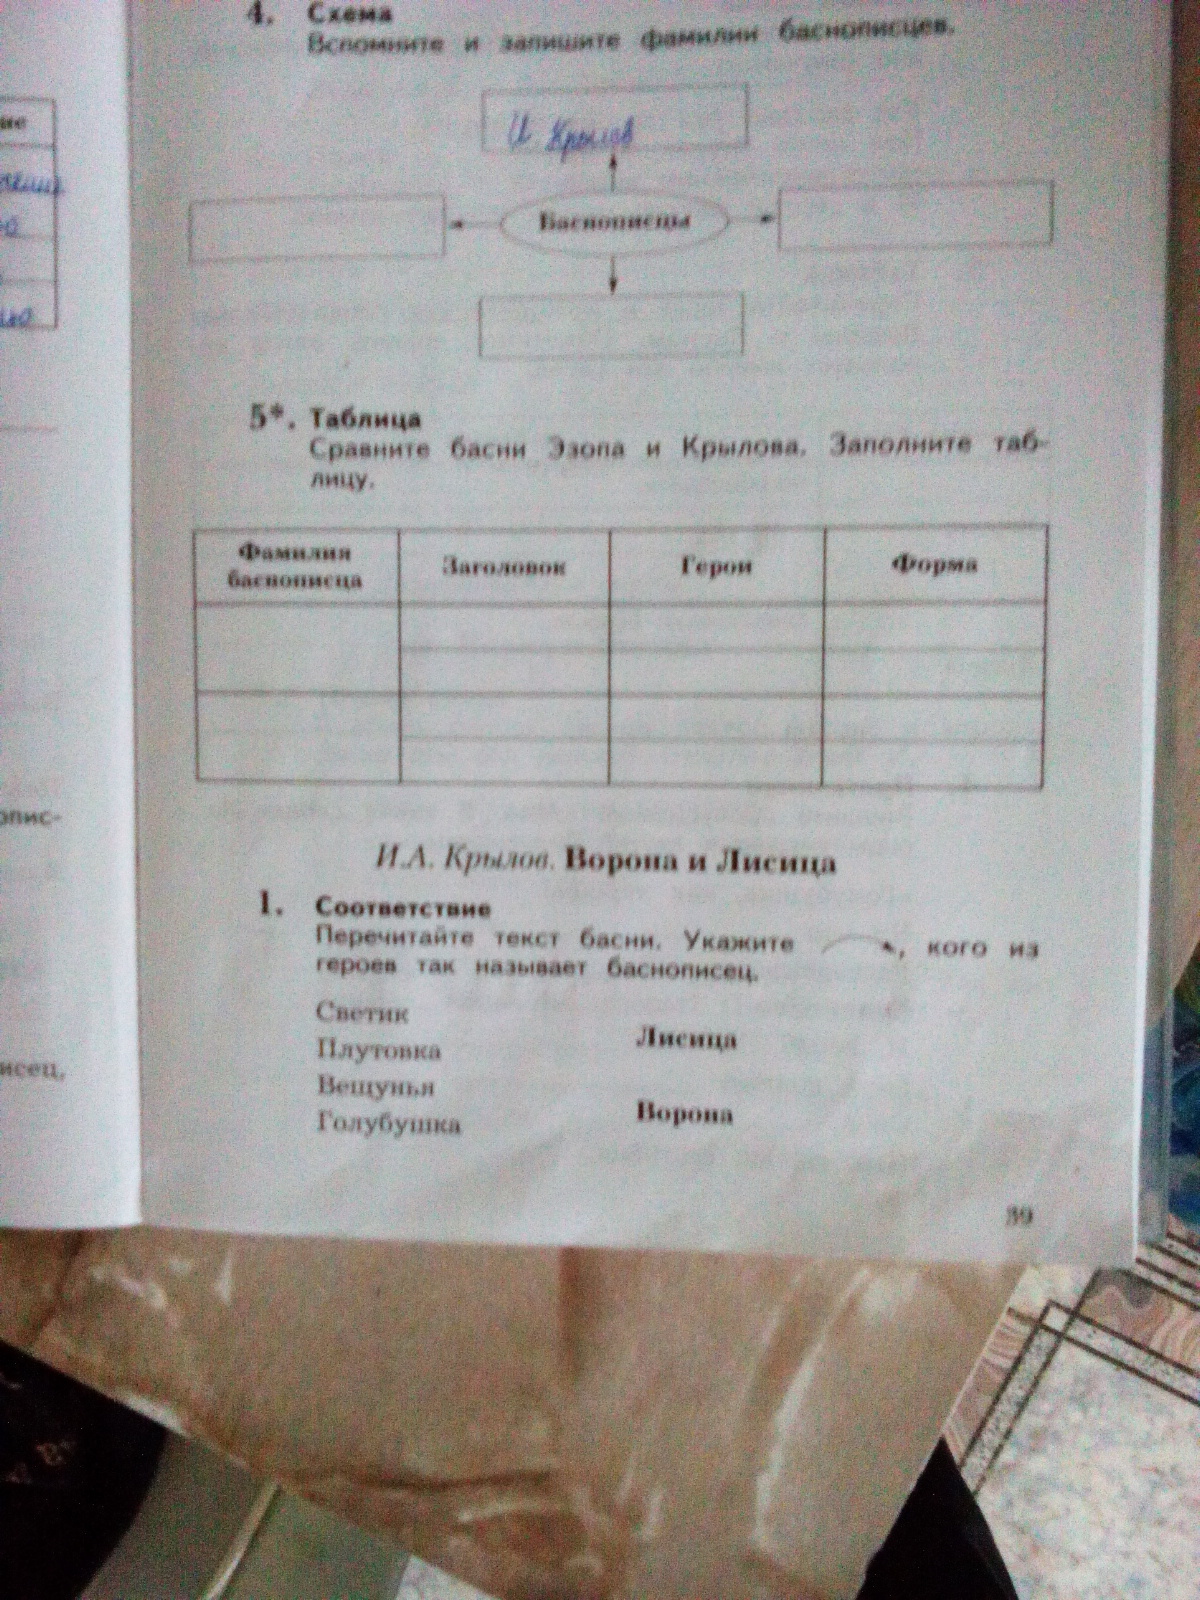 4. Схема
Вспомните и запишите фамилии баснописцев.
И. Крылов
Баснописцы
5*. Таблица
Сравните басни Эзопа и Крылова. Заполните таб-
лицу.
Фамилия
баснописца
Заголовок
Герои
Форма
И.А. Крылов. Ворона и Лисица
1. Соответствие
Перечитайте текст басни. Укажите , кого из
героев так называет баснописец.
Светик
Плутовка
Вещунья
Голубушка
Лисица
Ворона
39